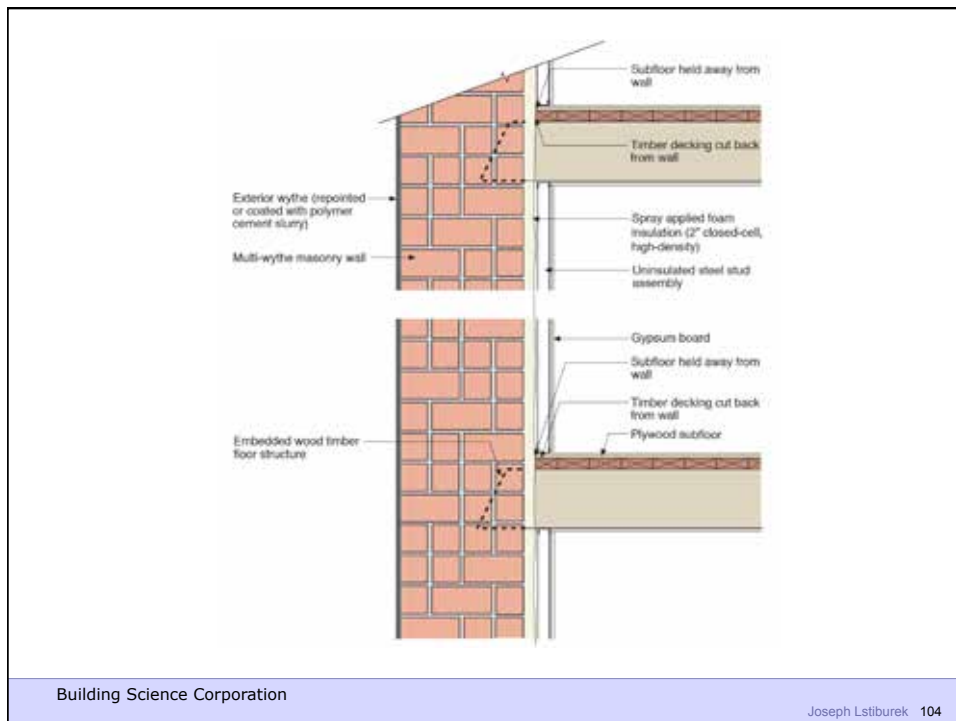 Subfloor held away from
wall
Timber decking cut back
from wall
Exterior wythe (repointed
or coated with polymer
cement slurry)
Spray applied foam
insulation (2" closed-cell,
high-density)
Multi-wythe masonry wall
Uninsulated steel stud
assembly
Gypsum board
Subfloor held away from
wall
Timber decking cut back
from wall
Plywood subfloor
Embedded wood timber
floor structure
Building Science Corporation
Joseph Lstiburek 104